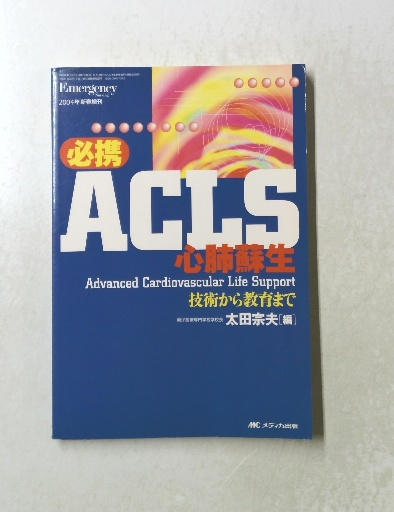 Emergency
Nursing
2004年新春増刊
必携
ACLS
心肺蘇生
Advanced Cardiovascular Life Support
技術から教育まで
太田宗夫[編]
MC メディカ出版